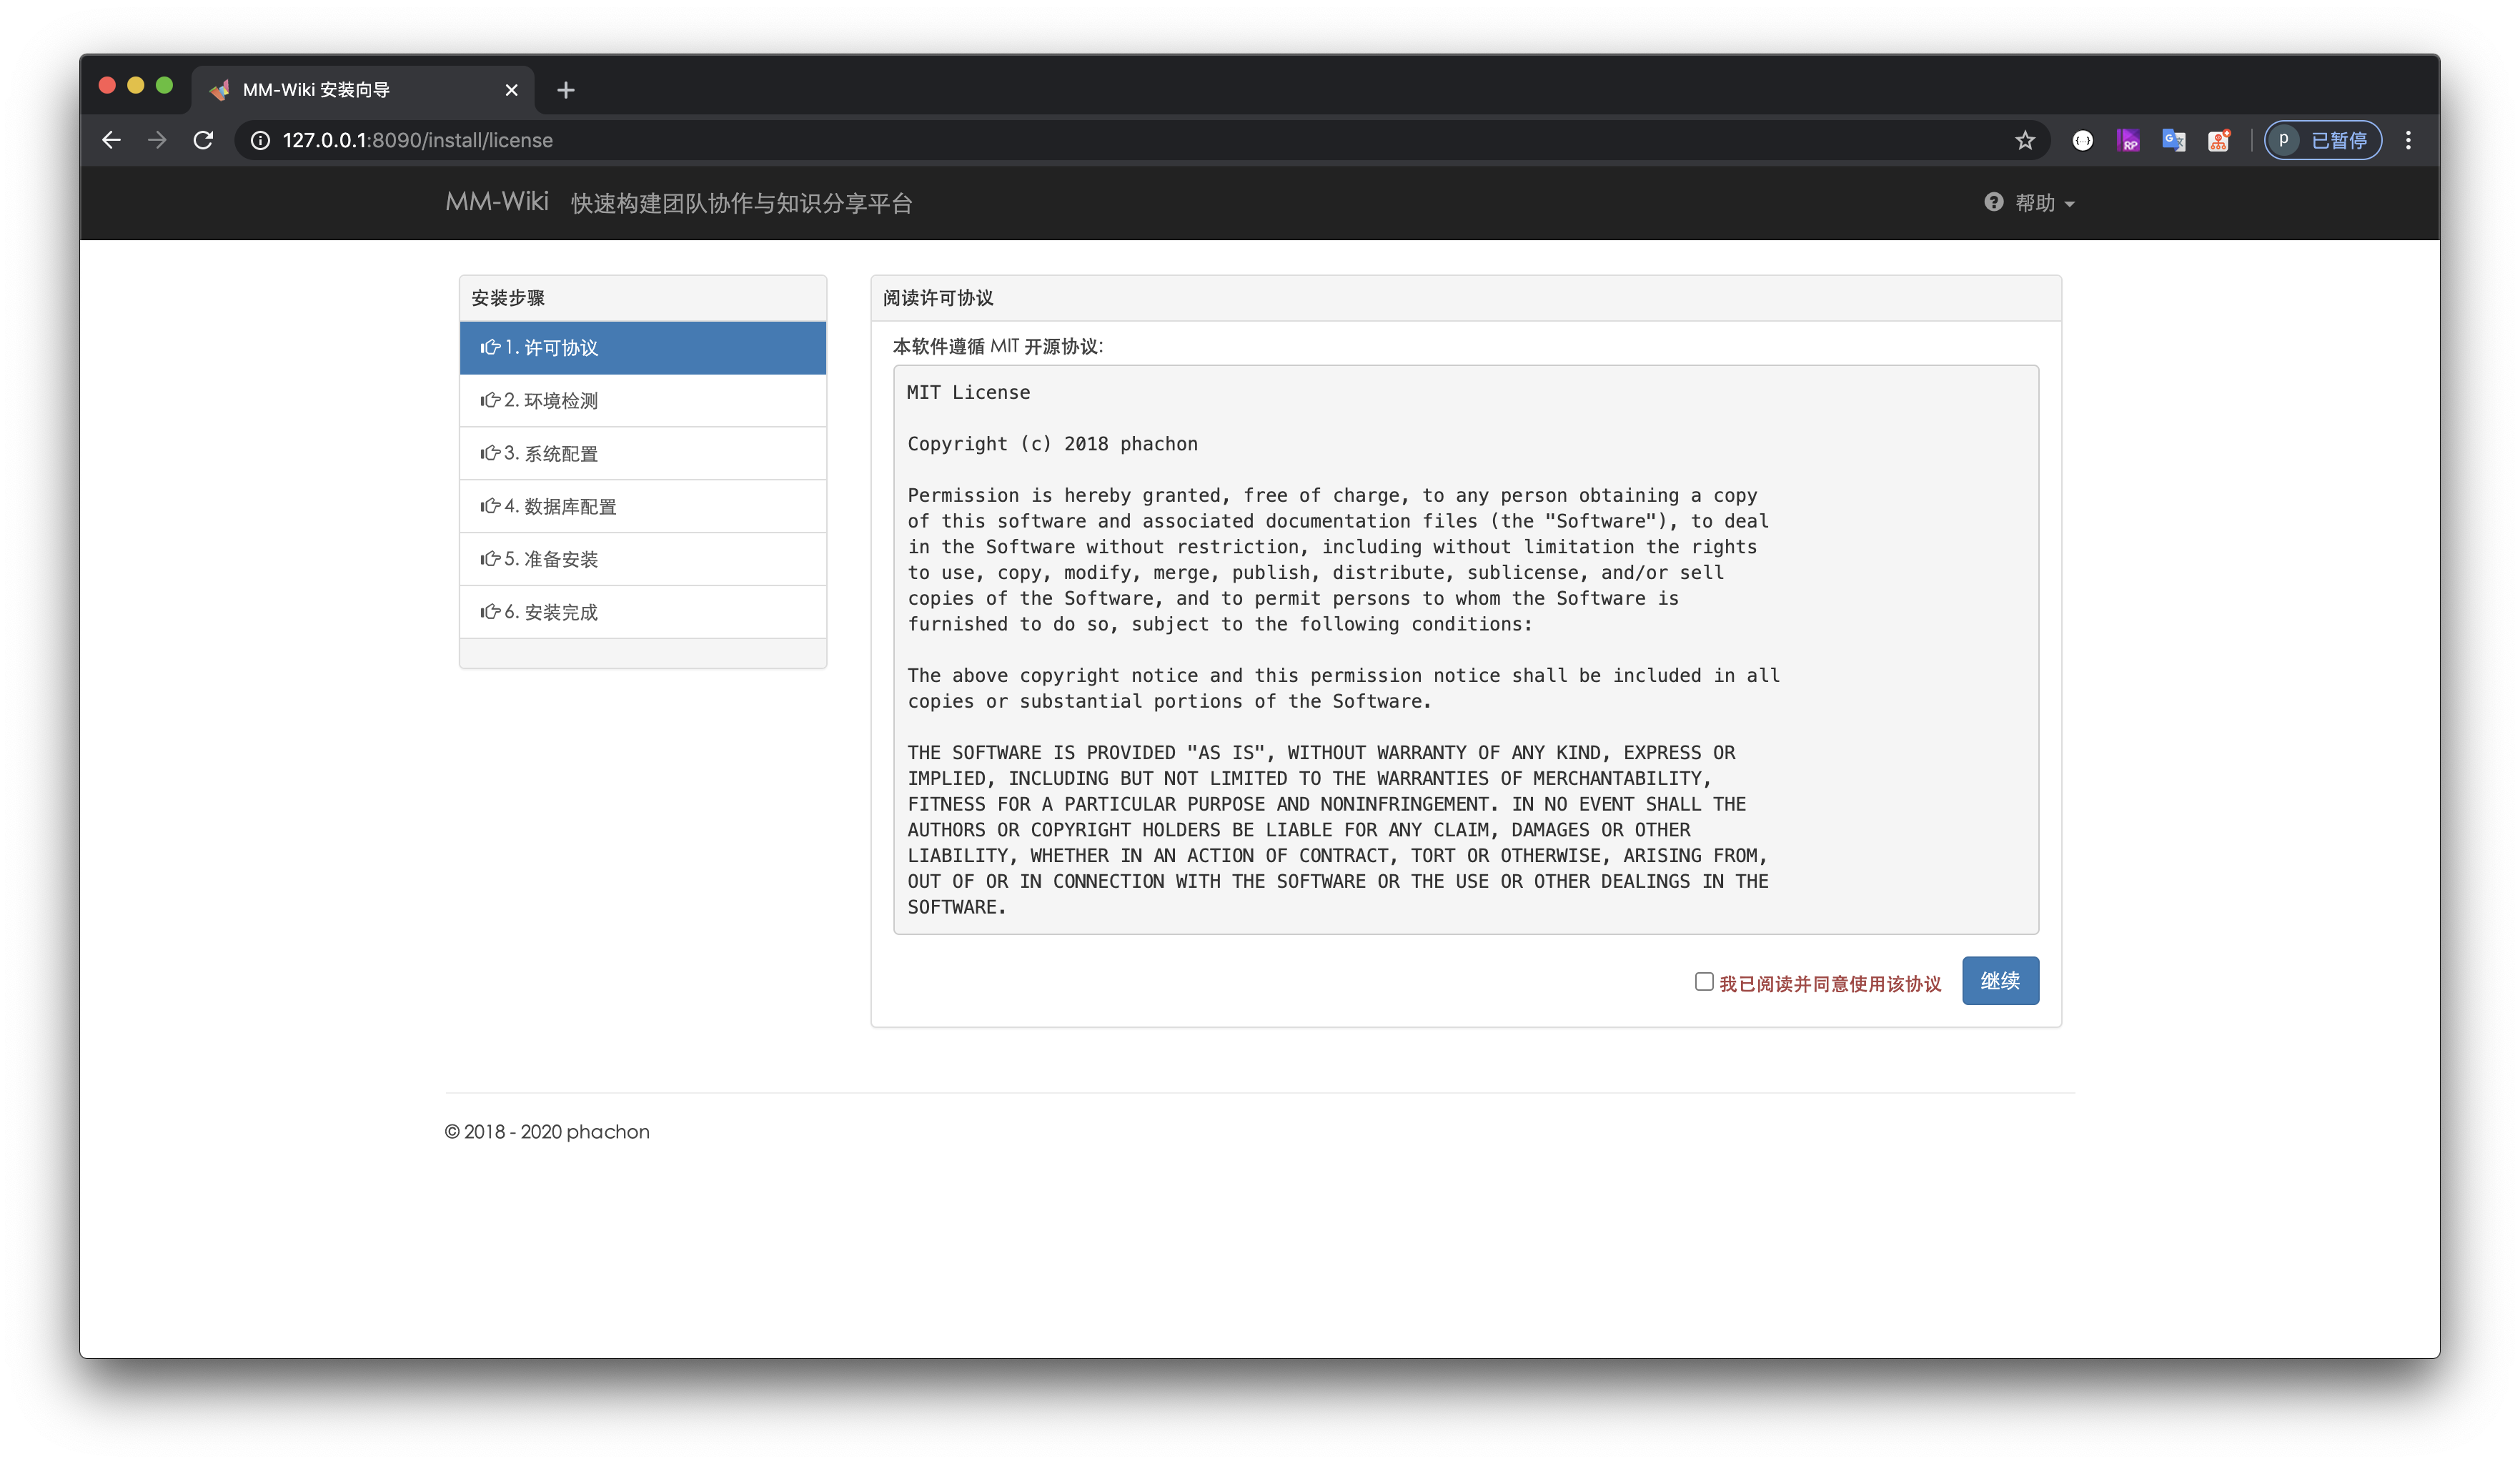 MM-Wiki 安装向导
127.0.0.1:8090/install/license
RP
G
p 已暂停
MM-Wiki 快速构建团队协作与知识分享平台
帮助
安装步骤
1. 许可协议
2. 环境检测
3. 系统配置
4. 数据库配置
5. 准备安装
6. 安装完成
阅读许可协议
本软件遵循 MIT 开源协议:
MIT License
Copyright (c) 2018 phachon
Permission is hereby granted, free of charge, to any person obtaining a copy
of this software and associated documentation files (the "Software"), to deal
in the Software without restriction, including without limitation the rights
to use, copy, modify, merge, publish, distribute, sublicense, and/or sell
copies of the Software, and to permit persons to whom the Software is
furnished to do so, subject to the following conditions:
The above copyright notice and this permission notice shall be included in all
copies or substantial portions of the Software.
THE SOFTWARE IS PROVIDED "AS IS", WITHOUT WARRANTY OF ANY KIND, EXPRESS OR
IMPLIED, INCLUDING BUT NOT LIMITED TO THE WARRANTIES OF MERCHANTABILITY,
FITNESS FOR A PARTICULAR PURPOSE AND NONINFRINGEMENT. IN NO EVENT SHALL THE
AUTHORS OR COPYRIGHT HOLDERS BE LIABLE FOR ANY CLAIM, DAMAGES OR OTHER
LIABILITY, WHETHER IN AN ACTION OF CONTRACT, TORT OR OTHERWISE, ARISING FROM,
OUT OF OR IN CONNECTION WITH THE SOFTWARE OR THE USE OR OTHER DEALINGS IN THE
SOFTWARE.
我已阅读并同意使用该协议
继续
© 2018 - 2020 phachon